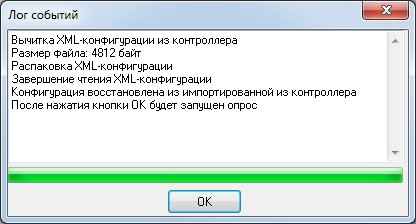 Лог событий
Вычитка XML-конфигурации из контроллера
Размер файла: 4812 байт
Распаковка XML-конфигурации
Завершение чтения XML-конфигурации
Конфигурация восстановлена из импортированной из контроллера
После нажатия кнопки ОК будет запущен опрос
OK